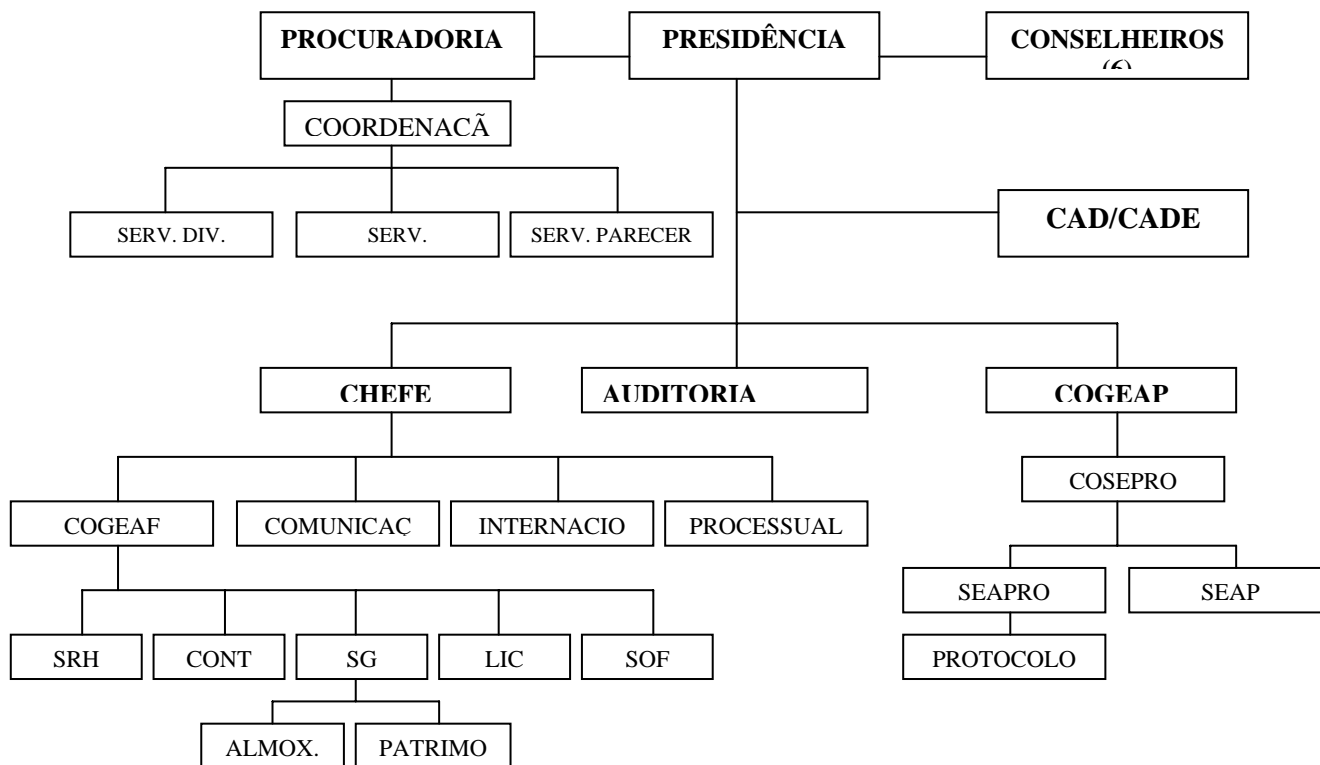 PROCURADORIA
PRESIDÊNCIA
CONSELHEIROS
(6)
COORDENACÃ
SERV. DIV.
SERV.
SERV. PARECER
CAD/CADE
CHEFE
AUDITORIA
COGEAP
COSEPRO
COGEAF
COMUNICAÇ
INTERNACIO
PROCESSUAL
SEAPRO
SEAP
SRH
CONT
SG
LIC
SOF
PROTOCOLO
ALMOX.
PATRIMO